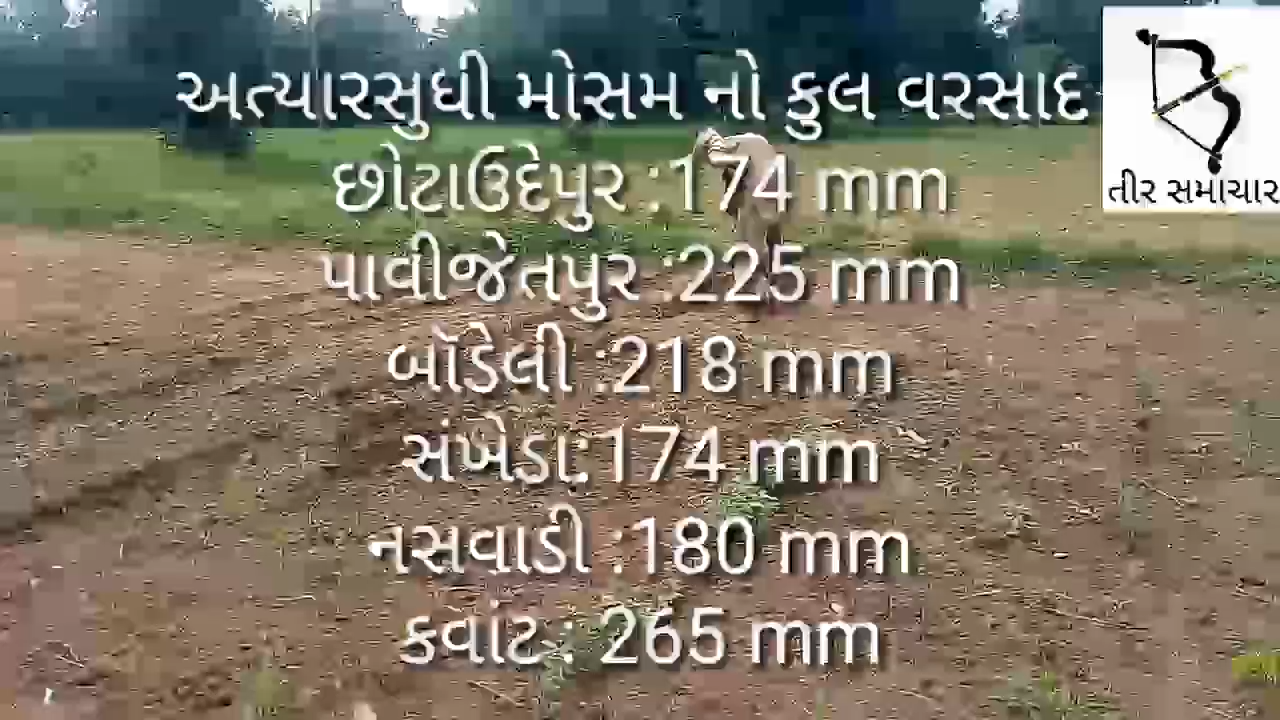 અત્યારસુધી મોસમ નો કુલ વરસાદ
છોટાઉદેપુર :174 mm
પાવીજેતપુર :225 mm
બૉડેલી :218 mm
સંખેડા:174 mm
નસવાડી :180 mm
કવાંટ : 265 mm
તીર સમાચાર